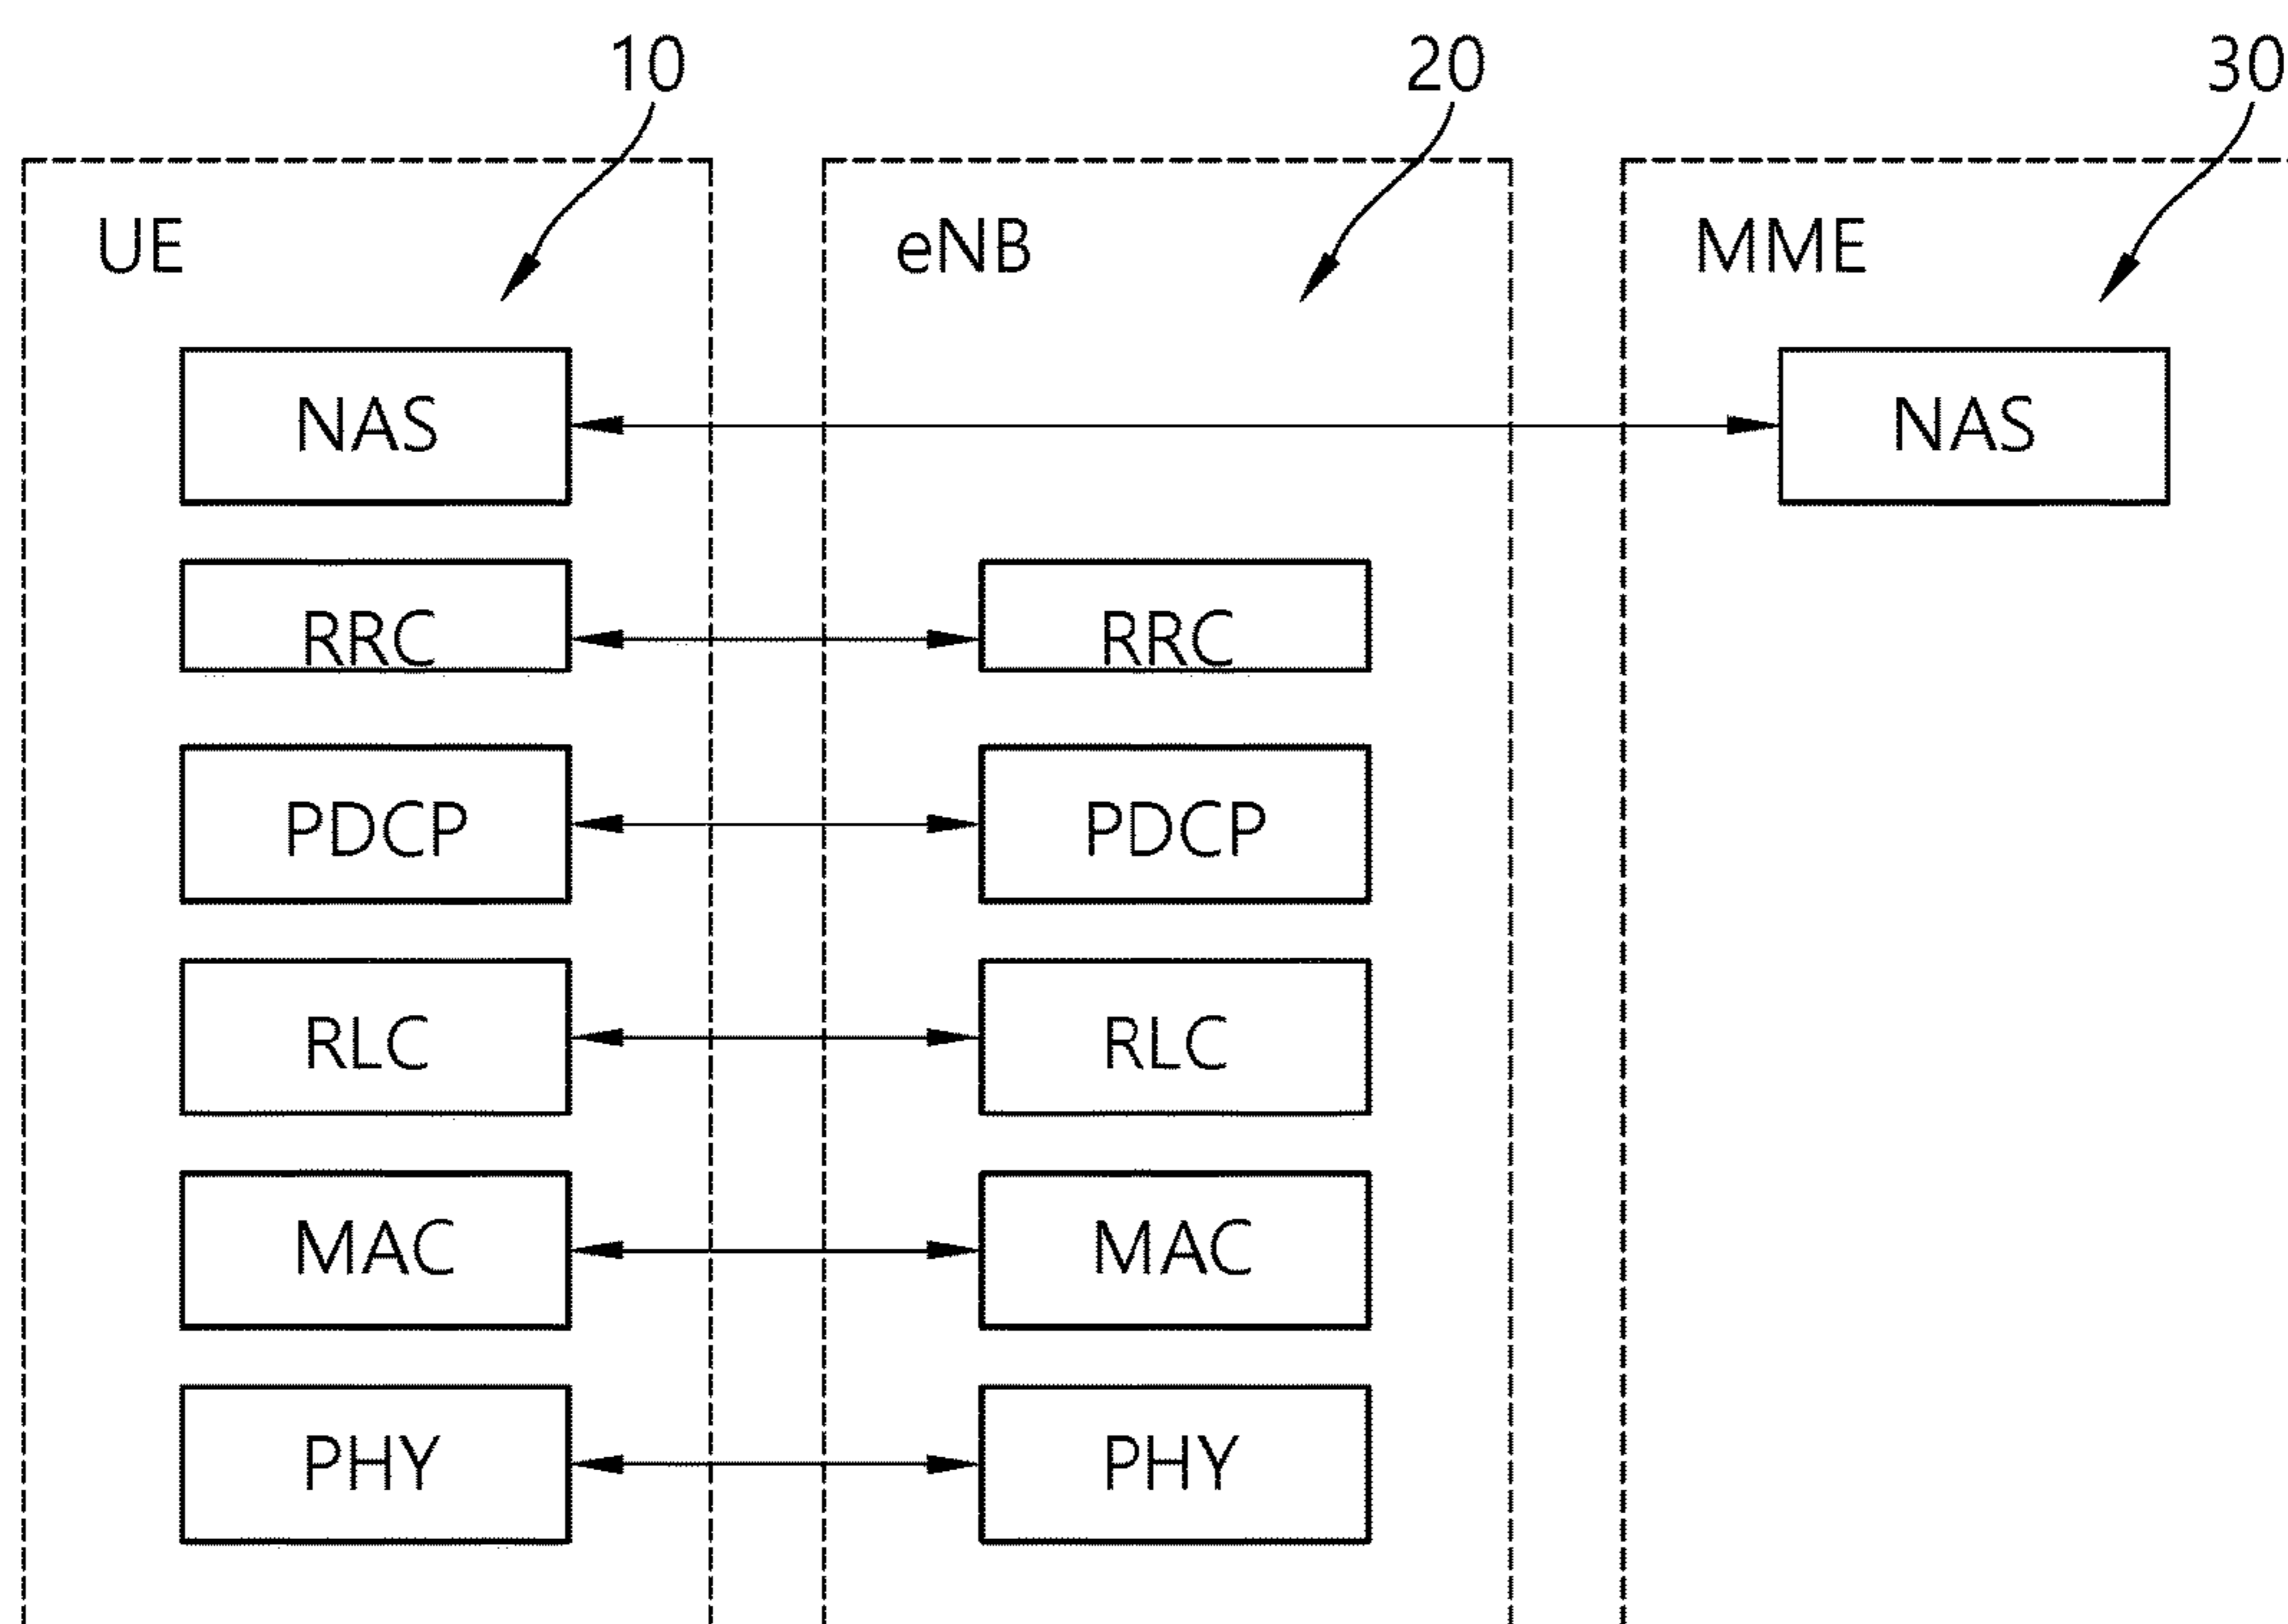 10 20 30
UE eNB MME
NAS NAS
RRC RRC
PDCP PDCP
RLC RLC
MAC MAC
PHY PHY